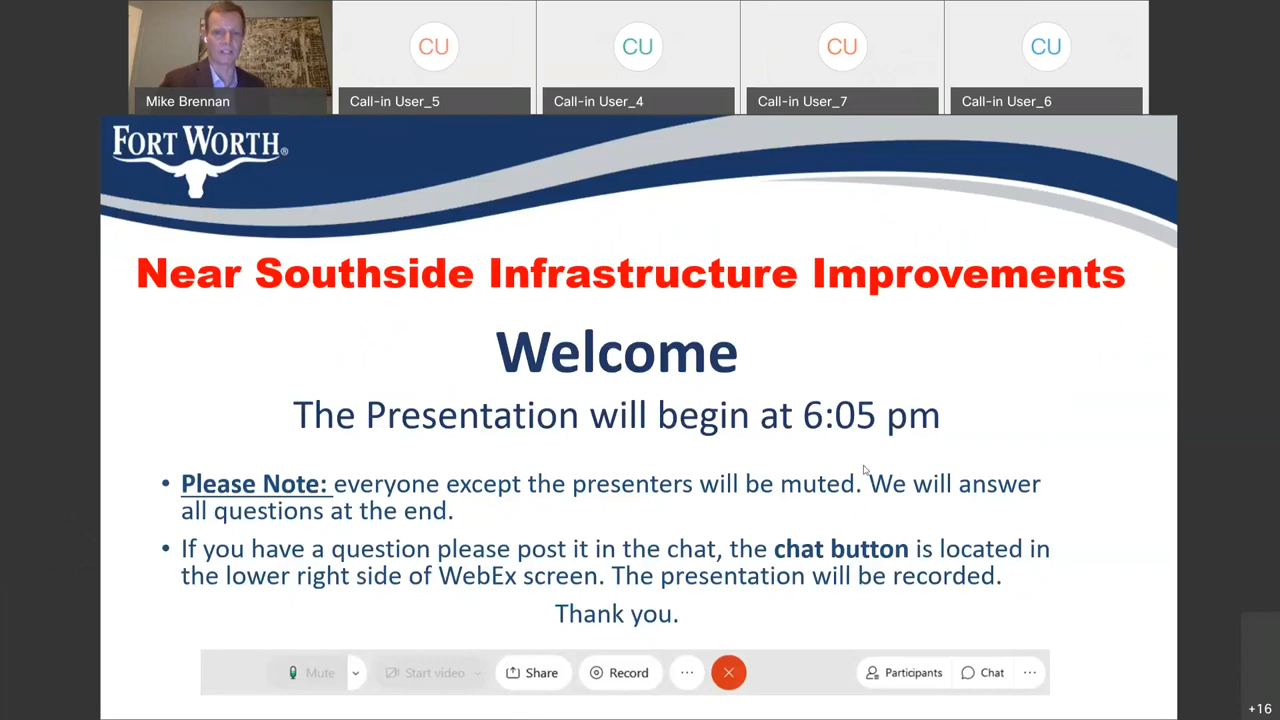 CU
CU
CU
CU
Mike Brennan
Call-in User_5
Call-in User_4
Call-in User_7
Call-in User_6
FORT WORTH®
Near Southside Infrastructure Improvements
Welcome
The Presentation will begin at 6:05 pm
• Please Note: everyone except the presenters will be muted. We will answer
all questions at the end.
• If you have a question please post it in the chat, the chat button is located in
the lower right side of WebEx screen. The presentation will be recorded.
Thank you.
Mute
Start video
Share
Record
Participants
Chat
+16